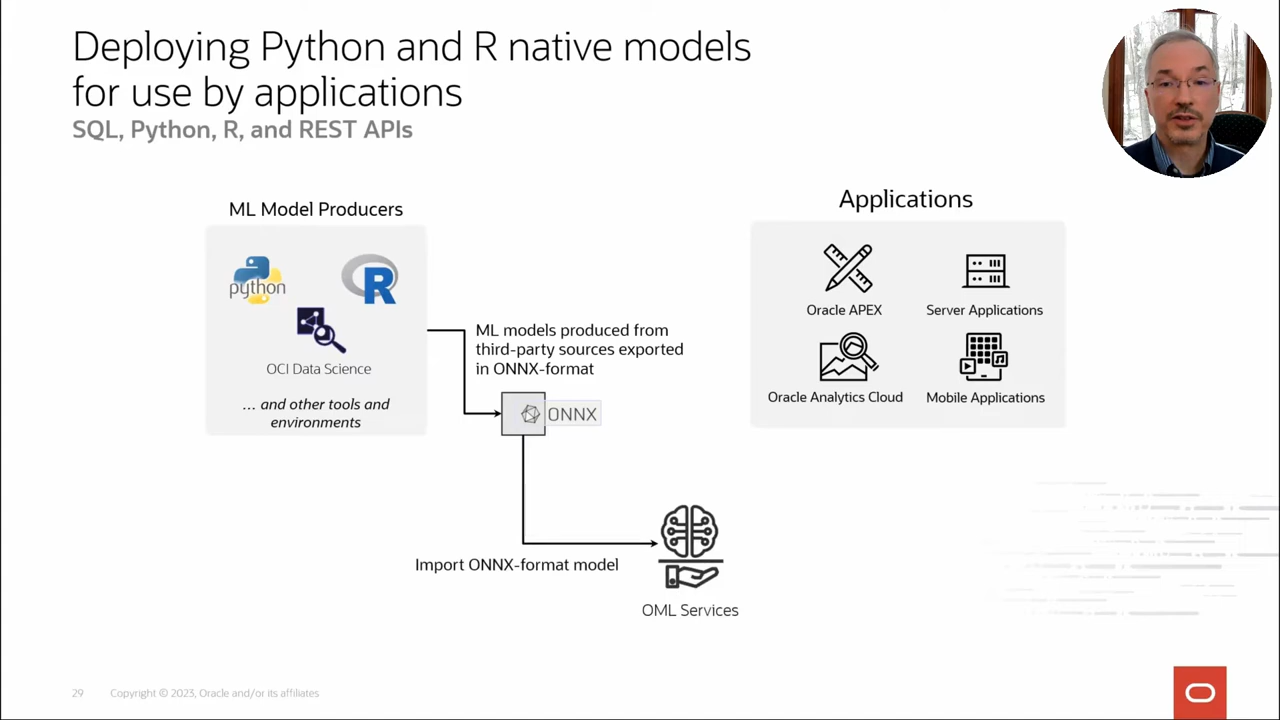 Deploying Python and R native models
for use by applications
SQL, Python, R, and REST APIs
ML Model Producers
python
R
OCI Data Science
... and other tools and
environments
ML models produced from
third-party sources exported
in ONNX-format
ONNX
Import ONNX-format model
OML Services
Applications
Oracle APEX
Server Applications
Oracle Analytics Cloud
Mobile Applications
29
Copyright © 2023, Oracle and/or its affiliates